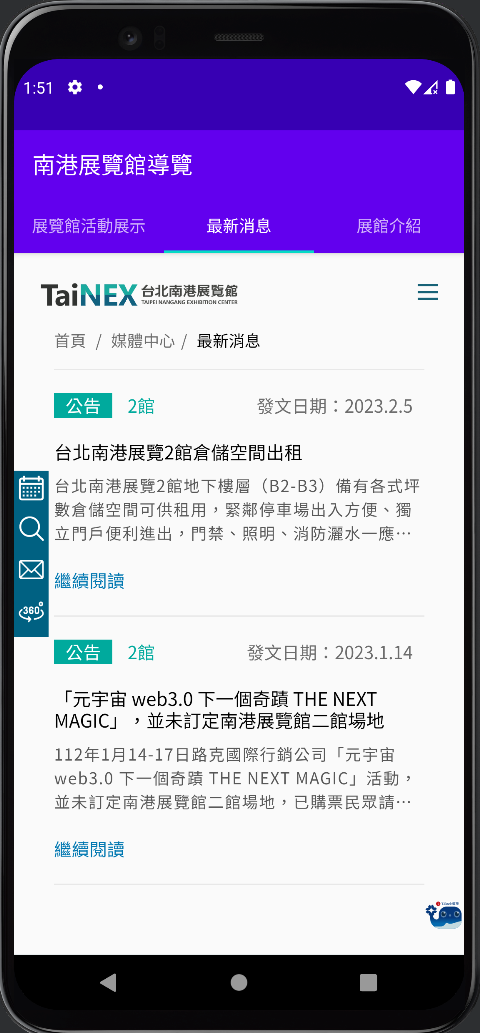 1:51
南港展覽館導覽
展覽館活動展示 最新消息 展館介紹
TaiNEX 台北南港展覽館
TAIPEI NANGANG EXHIBITION CENTER
首頁 / 媒體中心 / 最新消息
公告 2館 發文日期：2023.2.5
台北南港展覽2館倉儲空間出租
台北南港展覽2館地下樓層（B2-B3）備有各式坪
數倉儲空間可供租用，緊鄰停車場出入方便、獨
立門戶便利進出，門禁、照明、消防灑水一應…
繼續閱讀
360°
公告 2館 發文日期：2023.1.14
「元宇宙 web3.0 下一個奇蹟 THE NEXT
MAGIC」，並未訂定南港展覽館二館場地
112年1月14-17日路克國際行銷公司「元宇宙
web3.0 下一個奇蹟 THE NEXT MAGIC」活動，
並未訂定南港展覽館二館場地，已購票民眾請…
繼續閱讀